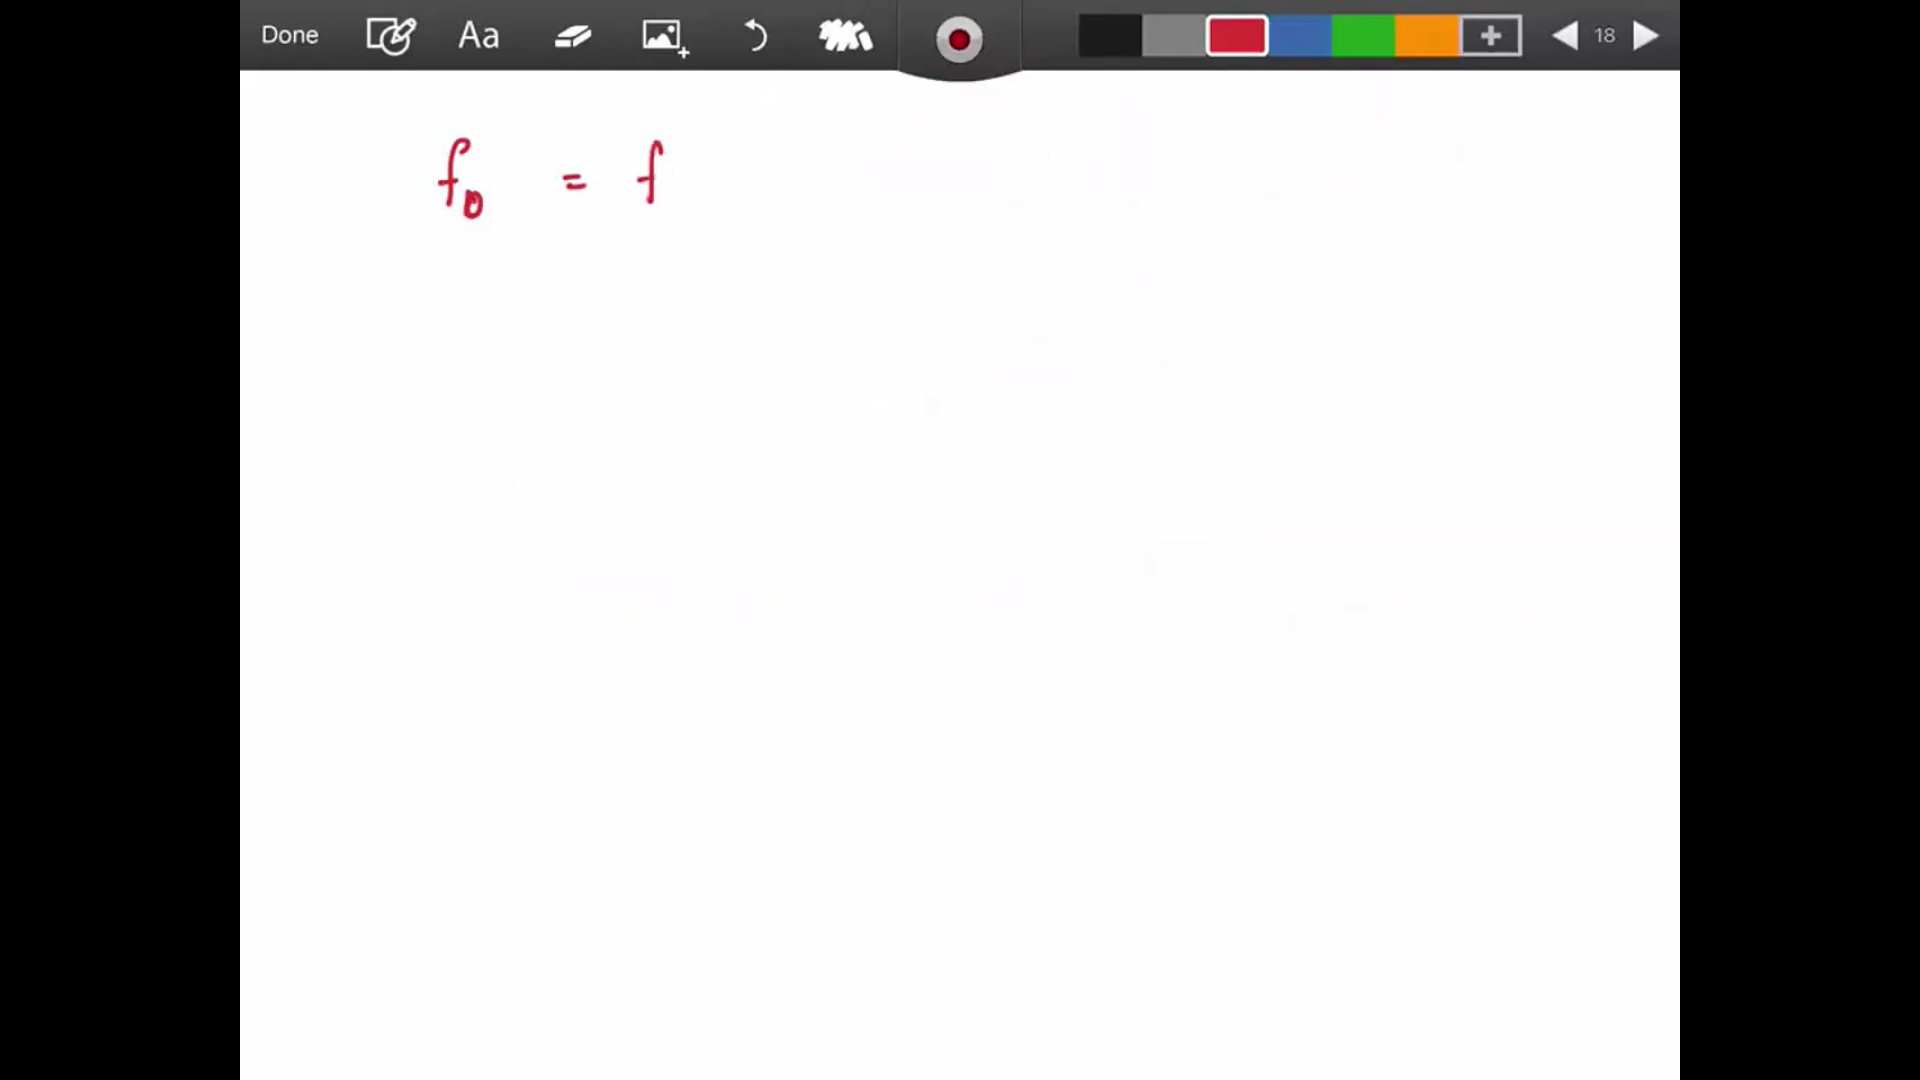 Done Aa 18
f₀ = f